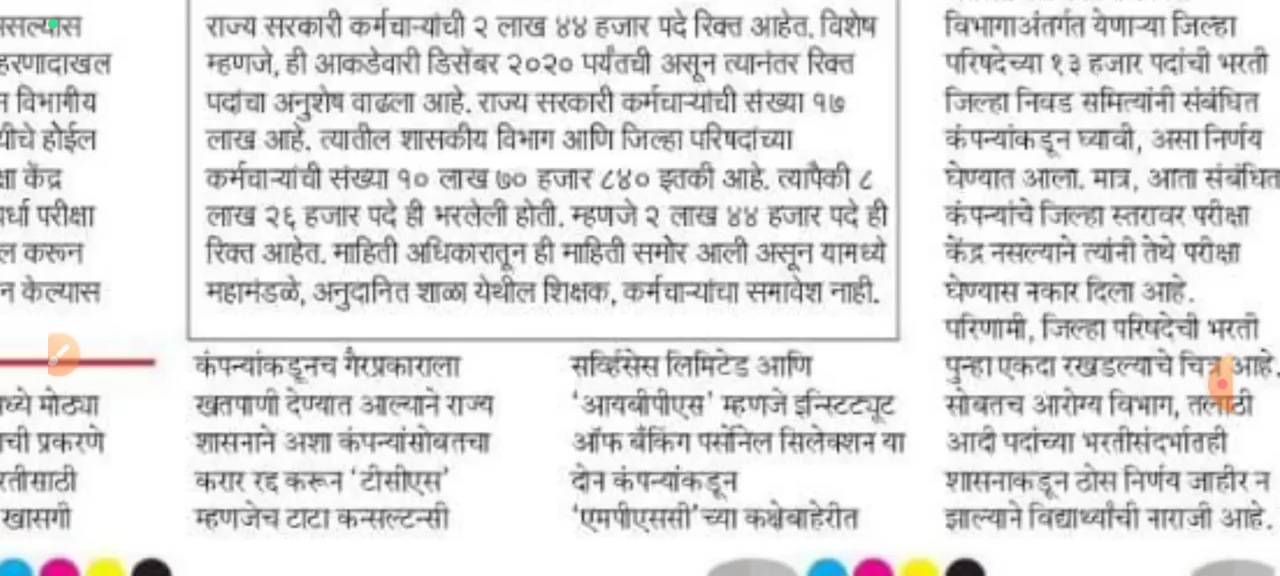 हरणादाखल
विभागीय
होईल
केंद्र
परीक्षा
करून
केल्यास
मोठ्या
प्रकरणे
खासगी
राज्य सरकारी कर्मचाऱ्यांची २ लाख ४४ हजार पदे रिक्त आहेत. विशेष
म्हणजे, ही आकडेवारी डिसेंबर २०२० पर्यंतची असून त्यानंतर रिक्त
पदांचा अनुशेष वाढला आहे. राज्य सरकारी कर्मचाऱ्यांची संख्या १७
लाख आहे. त्यातील शासकीय विभाग आणि जिल्हा परिषदांच्या
कर्मचाऱ्यांची संख्या १० लाख ७० हजार ८४० इतकी आहे. त्यापैकी ८
लाख २६ हजार पदे ही भरलेली होती. म्हणजे २ लाख ४४ हजार पदे ही
रिक्त आहेत. माहिती अधिकारातून ही माहिती समोर आली असून यामध्ये
महामंडळे, अनुदानित शाळा येथील शिक्षक, कर्मचाऱ्यांचा समावेश नाही.
कंपन्यांकडूनच गैरप्रकाराला
खतपाणी देण्यात आल्याने राज्य
शासनाने अशा कंपन्यांसोबतचा
करार रद्द करून 'टीसीएस'
म्हणजेच टाटा कन्सल्टन्सी
सर्व्हिसेस लिमिटेड आणि
'आयबीपीएस' म्हणजे इन्स्टिट्यूट
ऑफ बँकिंग पर्सोनेल सिलेक्शन या
दोन कंपन्यांकडून
'एमपीएससी'च्या कक्षेबाहेरील
विभागाअंतर्गत येणाऱ्या जिल्हा
परिषदेच्या १३ हजार पदांची भरती
जिल्हा निवड समित्यांनी संबंधित
कंपन्यांकडून घ्यावी, असा निर्णय
घेण्यात आला. मात्र, आता संबंधित
कंपन्यांचे जिल्हा स्तरावर परीक्षा
केंद्र नसल्याने त्यांनी तेथे परीक्षा
घेण्यास नकार दिला आहे.
परिणामी, जिल्हा परिषदेची भरती
पुन्हा एकदा रखडल्याचे चित्र आहे.
सोबतच आरोग्य विभाग, तलाठी
आदी पदांच्या भरतीसंदर्भातही
शासनाकडून ठोस निर्णय जाहीर न
झाल्याने विद्यार्थ्यांची नाराजी आहे.